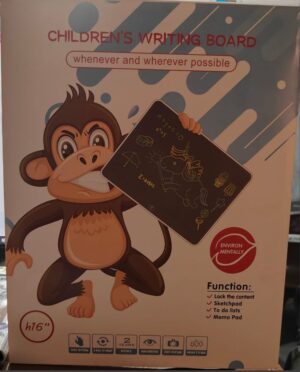 CHILDREN'S WRITING BOARD
whenever and wherever possible
ENVIRON
MENTALLY
Function:
Lock the content
Sketchpad
To do lists
Memo Pad
h16"